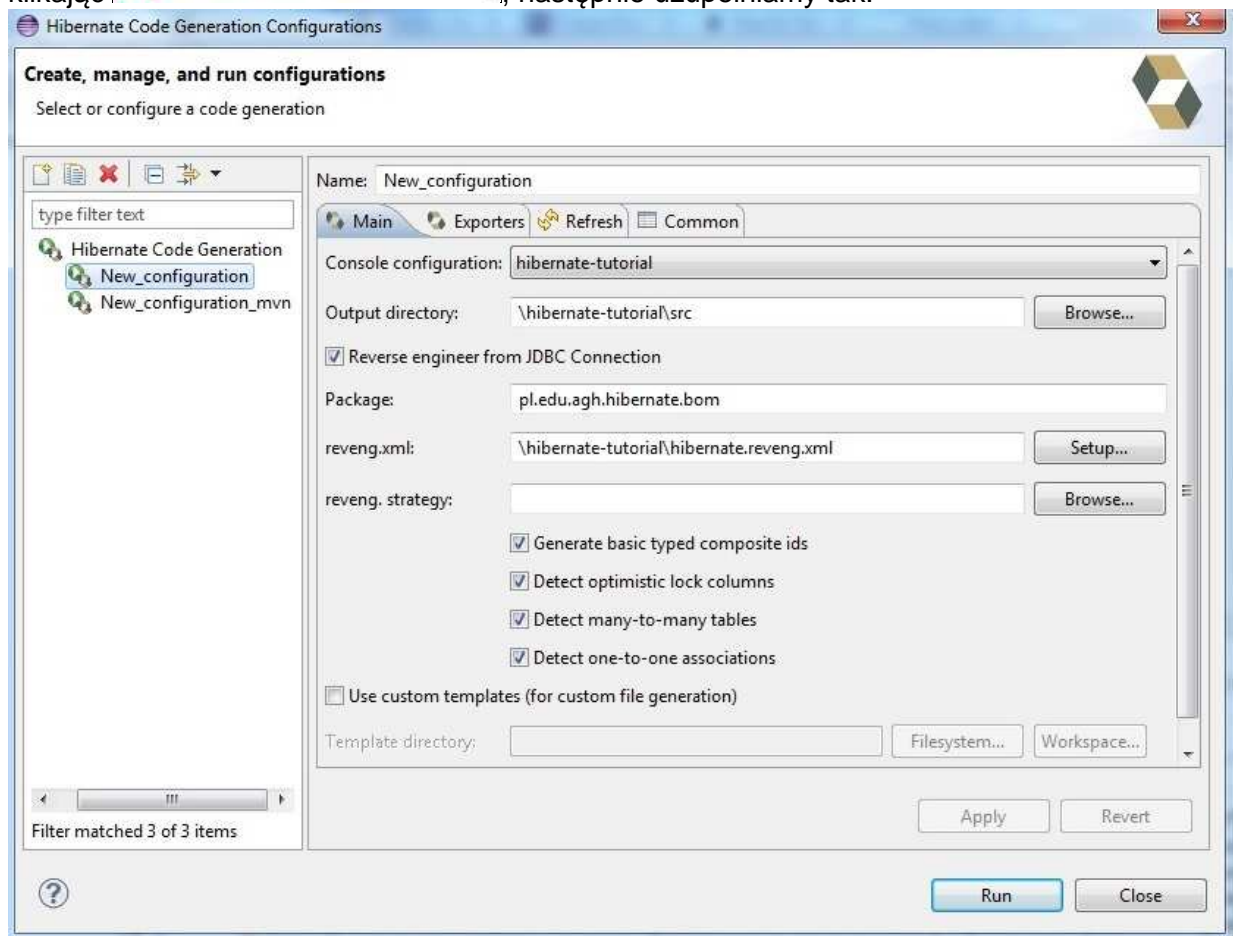 klikając , następnie uzupełniamy tak:
Hibernate Code Generation Configurations
Create, manage, and run configurations
Select or configure a code generation
type filter text
Hibernate Code Generation
New_configuration
New_configuration_mvn
Filter matched 3 of 3 items
Name: New_configuration
Main Exporters Refresh Common
Console configuration: hibernate-tutorial
Output directory: \hibernate-tutorial\src Browse...
Reverse engineer from JDBC Connection
Package: pl.edu.agh.hibernate.bom
reveng.xml: \hibernate-tutorial\hibernate.reveng.xml Setup...
reveng. strategy: Browse...
Generate basic typed composite ids
Detect optimistic lock columns
Detect many-to-many tables
Detect one-to-one associations
Use custom templates (for custom file generation)
Template directory: Filesystem... Workspace...
Apply Revert
Run Close